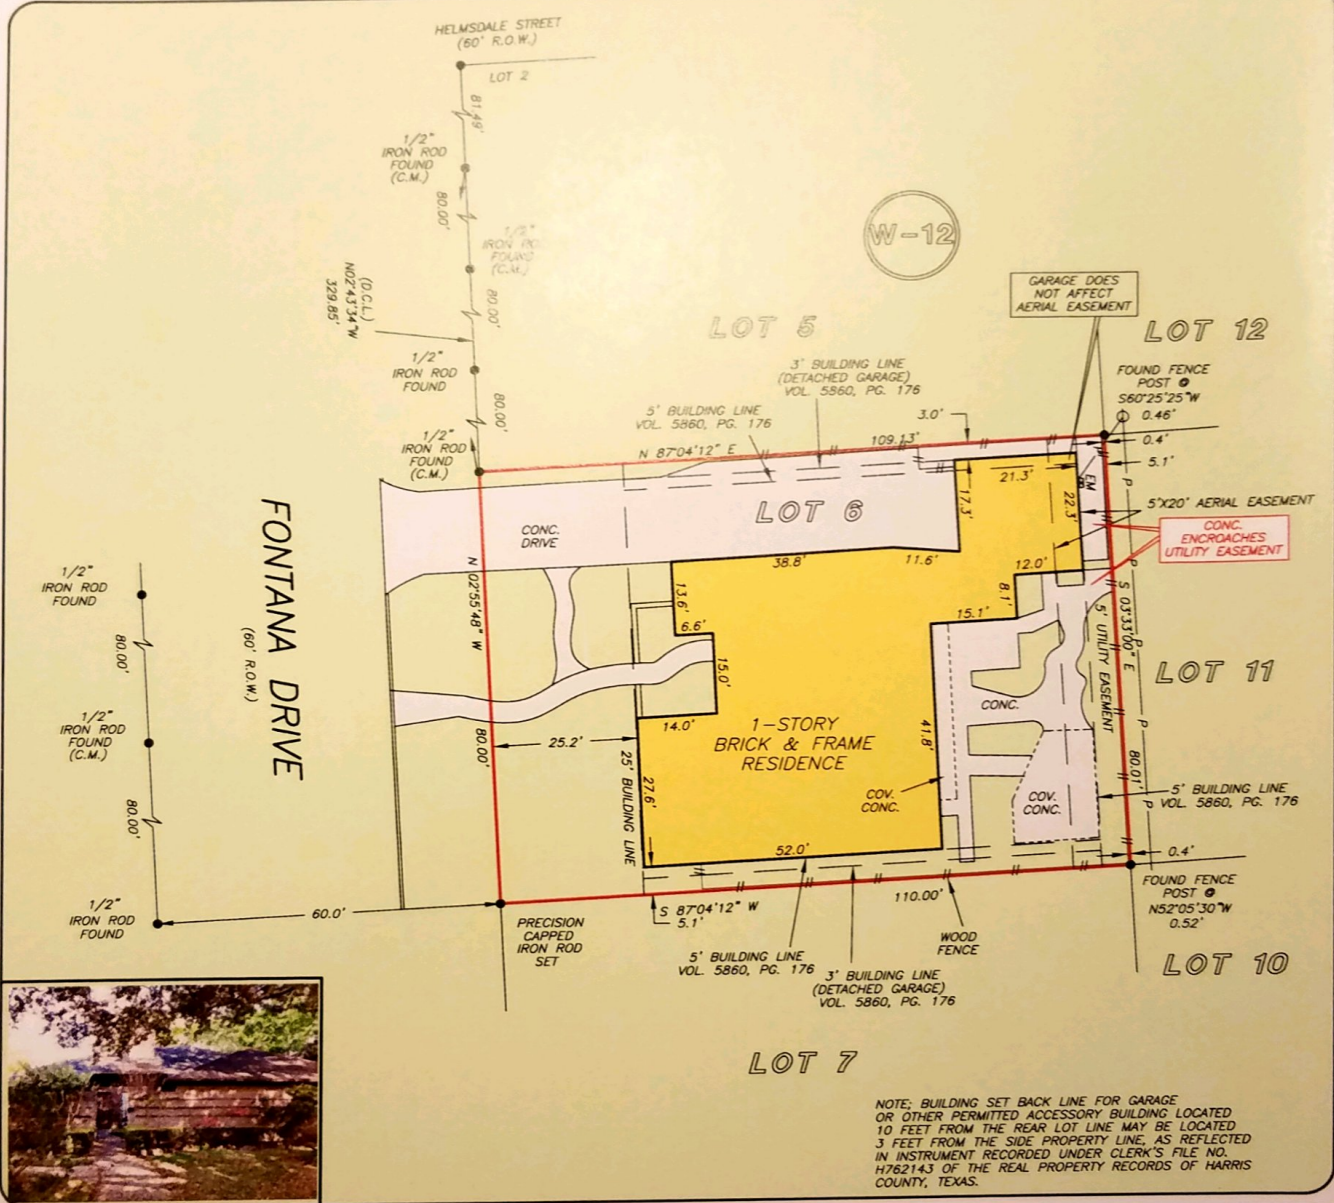 HELMSDALE STREET
(60' R.O.W.)
LOT 2
81.49'
1/2"
IRON ROD
FOUND
(C.M.)
80.00'
1/2"
IRON
FOUND
(C.M.)
W-12
(D.C.L.)
N02°43'34"W
329.85'
80.00'
GARAGE DOES
NOT AFFECT
AERIAL EASEMENT
LOT 5
LOT 12
1/2"
IRON ROD
FOUND
3' BUILDING LINE
(DETACHED GARAGE)
VOL. 5860, PG. 176
FOUND FENCE
POST
S60°25'25"W
0.46'
80.00'
5' BUILDING LINE
VOL. 5860, PG. 176
3.0'
1/2"
IRON ROD
FOUND
(C.M.)
N 87°04'12" E
109.13'
0.4'
5.1'
21.3'
EM
17.3'
22.3'
5'X20' AERIAL EASEMENT
LOT 6
CONC.
DRIVE
CONC.
ENCROACHES
UTILITY EASEMENT
38.8'
11.6'
12.0'
1/2"
IRON ROD
FOUND
FONTANA DRIVE
(60' R.O.W.)
N 02°55'48" W
80.00'
13.6'
6.6'
8.1'
15.1'
S 03°33'00" E
80.01'
5' UTILITY EASEMENT
P P P P P P P
80.00'
15.0'
LOT 11
CONC.
1/2"
IRON ROD
FOUND
(C.M.)
14.0'
25.2'
1-STORY
BRICK & FRAME
RESIDENCE
41.8'
25' BUILDING LINE
27.6'
80.00'
COV.
CONC.
COV.
CONC.
5' BUILDING LINE
VOL. 5860, PG. 176
52.0'
0.4'
1/2"
IRON ROD
FOUND
60.0'
S 87°04'12" W
5.1'
110.00'
FOUND FENCE
POST
N52°05'30"W
0.52'
PRECISION
CAPPED
IRON ROD
SET
WOOD
FENCE
5' BUILDING LINE
VOL. 5860, PG. 176
3' BUILDING LINE
(DETACHED GARAGE)
VOL. 5860, PG. 176
LOT 10
LOT 7
NOTE; BUILDING SET BACK LINE FOR GARAGE
OR OTHER PERMITTED ACCESSORY BUILDING LOCATED
10 FEET FROM THE REAR LOT LINE MAY BE LOCATED
3 FEET FROM THE SIDE PROPERTY LINE, AS REFLECTED
IN INSTRUMENT RECORDED UNDER CLERK'S FILE NO.
H762143 OF THE REAL PROPERTY RECORDS OF HARRIS
COUNTY, TEXAS.